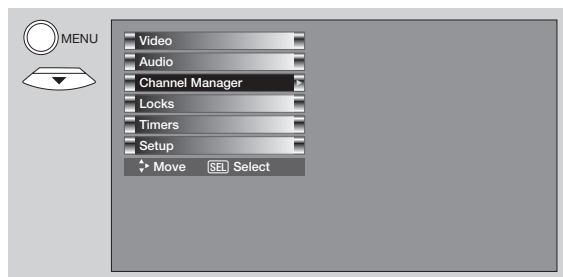 MENU
Video
Audio
Channel Manager
Locks
Timers
Setup
Move SEL Select